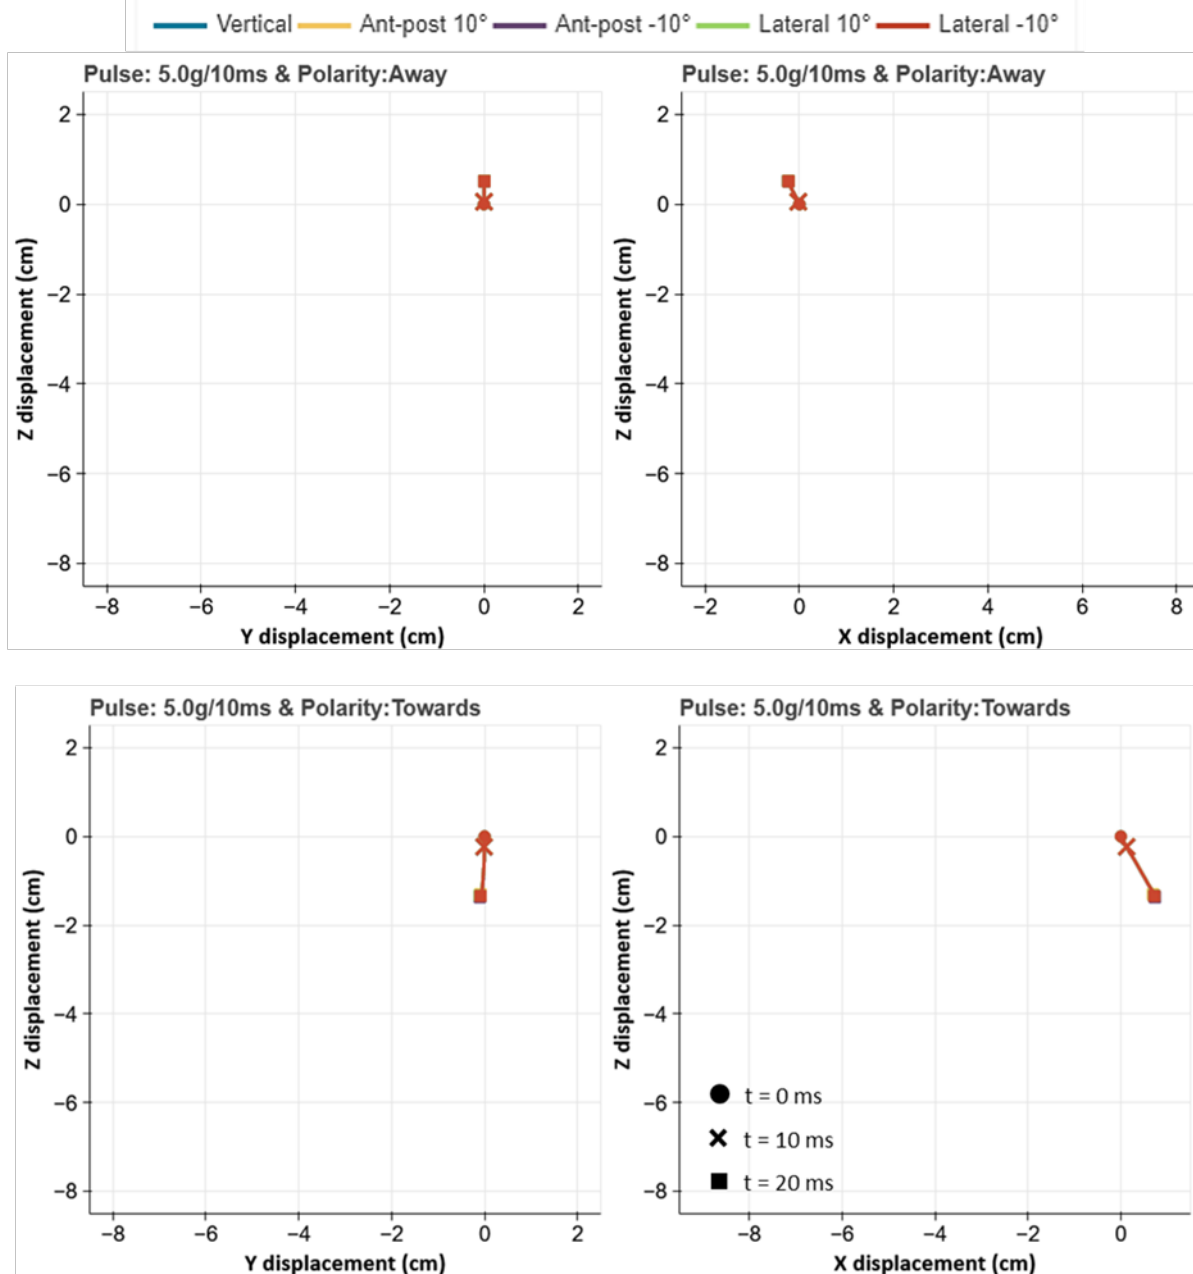 Vertical Ant-post 10° Ant-post -10° Lateral 10° Lateral -10°
Pulse: 5.0g/10ms & Polarity:Away
2
0
−2
−4
−6
−8
Z displacement (cm)
−8 −6 −4 −2 0 2
Y displacement (cm)
Pulse: 5.0g/10ms & Polarity:Away
2
0
−2
−4
−6
−8
Z displacement (cm)
−2 0 2 4 6 8
X displacement (cm)
Pulse: 5.0g/10ms & Polarity:Towards
2
0
−2
−4
−6
−8
Z displacement (cm)
−8 −6 −4 −2 0 2
Y displacement (cm)
Pulse: 5.0g/10ms & Polarity:Towards
2
0
−2
−4
−6
−8
Z displacement (cm)
t = 0 ms
t = 10 ms
t = 20 ms
−8 −6 −4 −2 0
X displacement (cm)